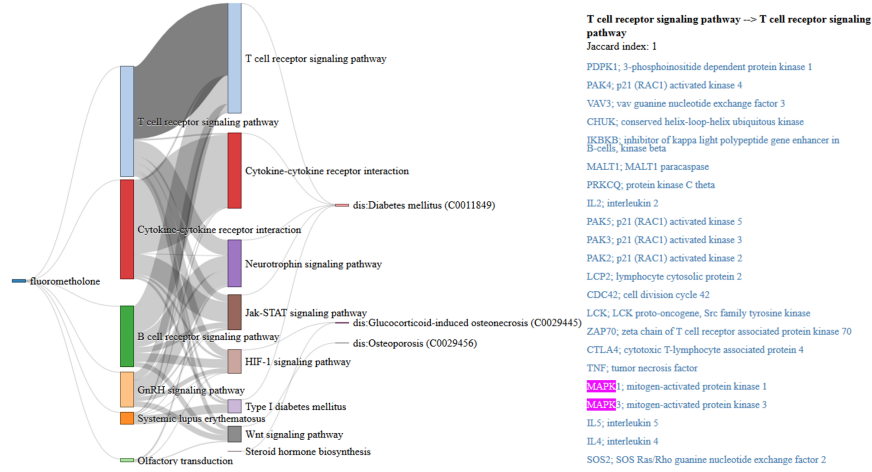 fluorometholone
T cell receptor signaling pathway
Cytokine-cytokine receptor interaction
B cell receptor signaling pathway
GnRH signaling pathway
Systemic lupus erythematosus
Olfactory transduction
T cell receptor signaling pathway
Cytokine-cytokine receptor interaction
Neurotrophin signaling pathway
Jak-STAT signaling pathway
HIF-1 signaling pathway
Type I diabetes mellitus
Wnt signaling pathway
Steroid hormone biosynthesis
dis:Diabetes mellitus (C0011849)
dis:Glucocorticoid-induced osteonecrosis (C0029445)
dis:Osteoporosis (C0029456)
T cell receptor signaling pathway --> T cell receptor signaling
pathway
Jaccard index: 1
PDPK1; 3-phosphoinositide dependent protein kinase 1
PAK4; p21 (RAC1) activated kinase 4
VAV3; vav guanine nucleotide exchange factor 3
CHUK; conserved helix-loop-helix ubiquitous kinase
IKBKB; inhibitor of kappa light polypeptide gene enhancer in
B-cells, kinase beta
MALT1; MALT1 paracaspase
PRKCQ; protein kinase C theta
IL2; interleukin 2
PAK5; p21 (RAC1) activated kinase 5
PAK3; p21 (RAC1) activated kinase 3
PAK2; p21 (RAC1) activated kinase 2
LCP2; lymphocyte cytosolic protein 2
CDC42; cell division cycle 42
LCK; LCK proto-oncogene, Src family tyrosine kinase
ZAP70; zeta chain of T cell receptor associated protein kinase 70
CTLA4; cytotoxic T-lymphocyte associated protein 4
TNF; tumor necrosis factor
MAPK1; mitogen-activated protein kinase 1
MAPK3; mitogen-activated protein kinase 3
IL5; interleukin 5
IL4; interleukin 4
SOS2; SOS Ras/Rho guanine nucleotide exchange factor 2